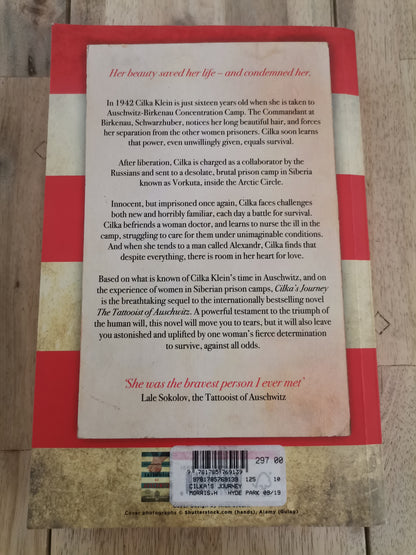 Her beauty saved her life – and condemned her.
In 1942 Cilka Klein is just sixteen years old when she is taken to
Auschwitz-Birkenau Concentration Camp. The Commandant at
Birkenau, Schwarzhuber, notices her long beautiful hair, and forces
her separation from the other women prisoners. Cilka soon learns
that power, even unwillingly given, equals survival.
After liberation, Cilka is charged as a collaborator by the
Russians and sent to a desolate, brutal prison camp in Siberia
known as Vorkuta, inside the Arctic Circle.
Innocent, but imprisoned once again, Cilka faces challenges
both new and horribly familiar, each day a battle for survival.
Cilka befriends a woman doctor, and learns to nurse the ill in the
camp, struggling to care for them under unimaginable conditions.
And when she tends to a man called Alexandr, Cilka finds that
despite everything, there is room in her heart for love.
Based on what is known of Cilka Klein's time in Auschwitz, and on
the experience of women in Siberian prison camps, Cilka's Journey
is the breathtaking sequel to the internationally bestselling novel
The Tattooist of Auschwitz. A powerful testament to the triumph of
the human will, this novel will move you to tears, but it will also leave
you astonished and uplifted by one woman's fierce determination
to survive, against all odds.
'She was the bravest person I ever met'
Lale Sokolov, the Tattooist of Auschwitz
297 00
9 781785 769139
9781785769139 125 10
CILKA'S JOURNEY
MORRIS,H HYDE PARK 09/19
Cover photographs © Shutterstock.com (hands), Alamy (Gulag)